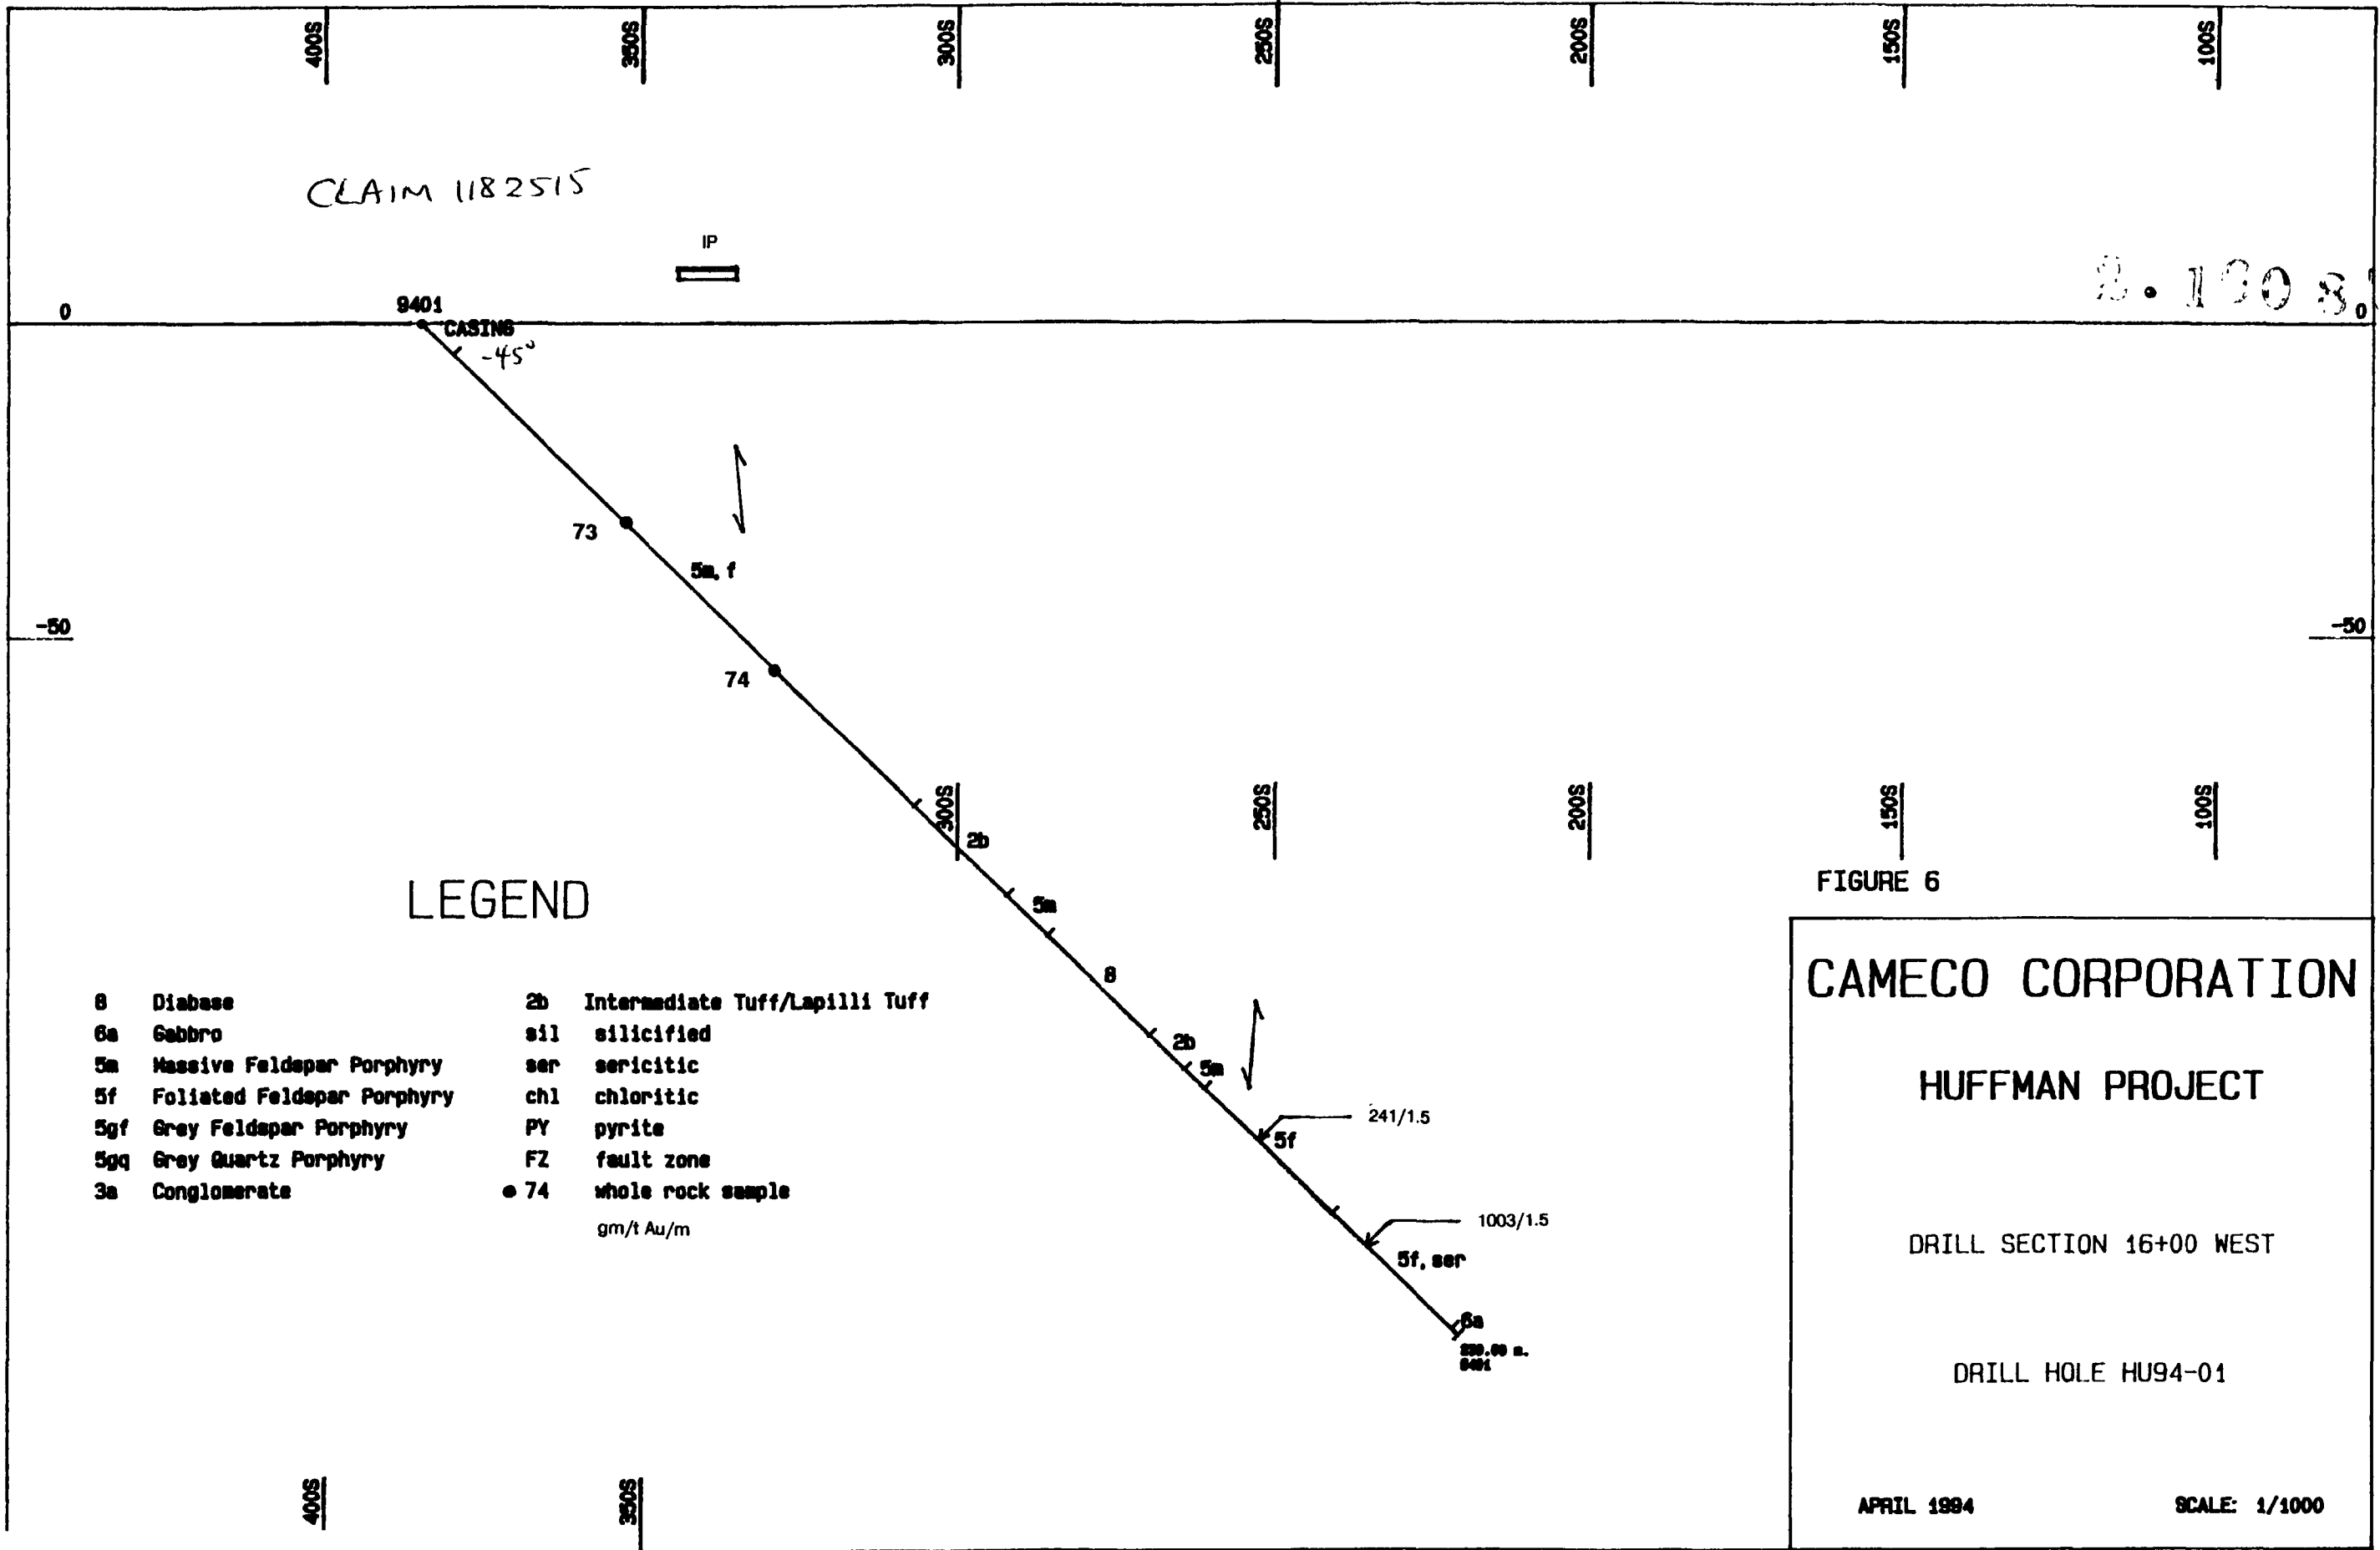 400S 350S 300S 250S 200S 150S 100S
CLAIM 1182515
IP
0 9401 0
CASING
-45°
73
5m, f
-50 -50
74
300S 250S 200S 150S 100S
2b
5m
8
2b
5m
241/1.5
5f
1003/1.5
5f, ser
6a
9401
LEGEND
8 Diabase
6a Gabbro
5m Massive Feldspar Porphyry
5f Foliated Feldspar Porphyry
5gf Grey Feldspar Porphyry
5gq Grey Quartz Porphyry
3a Conglomerate
2b Intermediate Tuff/Lapilli Tuff
sil silicified
ser sericitic
chl chloritic
PY pyrite
FZ fault zone
74 whole rock sample
gm/t Au/m
400S 350S
FIGURE 6
CAMECO CORPORATION
HUFFMAN PROJECT
DRILL SECTION 16+00 WEST
DRILL HOLE HU94-01
APRIL 1994 SCALE: 1/1000